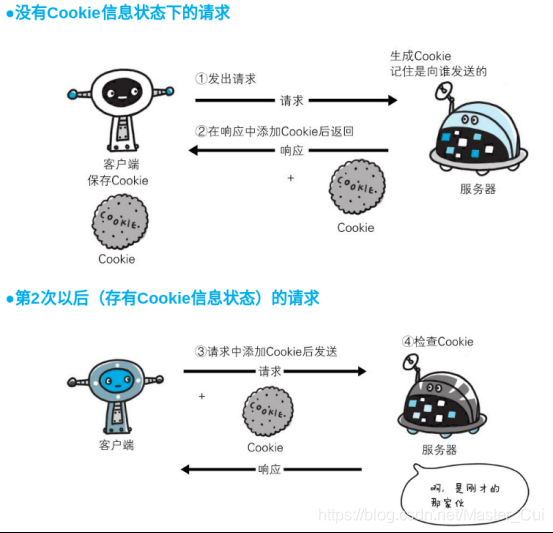 ●没有Cookie信息状态下的请求
①发出请求
生成Cookie
记住是向谁发送的
请求
②在响应中添加Cookie后返回
响应
+
COOKIE.
Cookie
客户端
保存Cookie
COOKIE.
Cookie
服务器
●第2次以后（存有Cookie信息状态）的请求
③请求中添加Cookie后发送
④检查Cookie
请求
+
COOKIE.
Cookie
客户端
服务器
响应
啊，是刚才的
那家伙
https://blog.csdn.net/Master_Cui